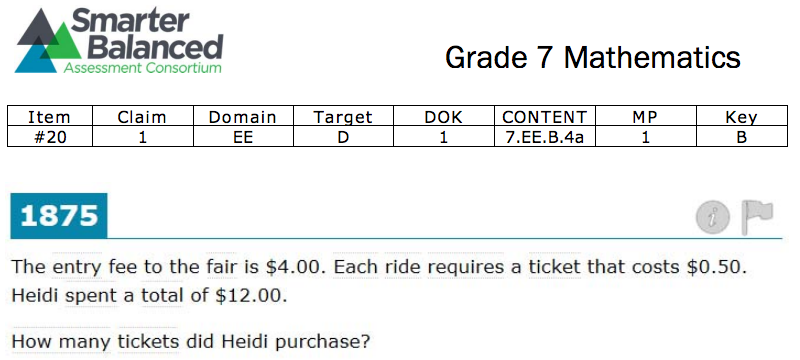 Smarter
Balanced
Assessment Consortium
Grade 7 Mathematics
Item Claim Domain Target DOK CONTENT MP Key
#20 1 EE D 1 7.EE.B.4a 1 B
1875
i
The entry fee to the fair is $4.00. Each ride requires a ticket that costs $0.50.
Heidi spent a total of $12.00.
How many tickets did Heidi purchase?